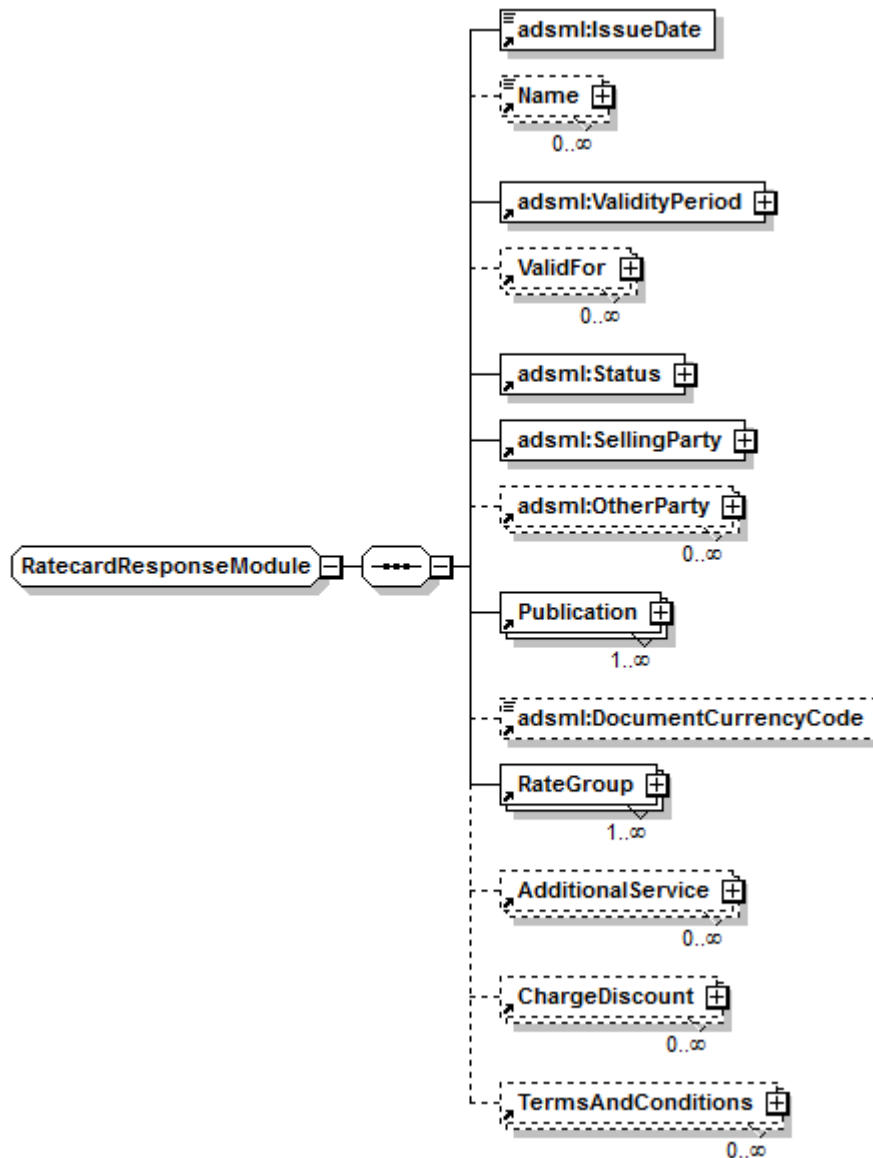 adsml:IssueDate
Name
0..∞
adsml:ValidityPeriod
ValidFor
0..∞
adsml:Status
adsml:SellingParty
adsml:OtherParty
0..∞
RatecardResponseModule
Publication
1..∞
adsml:DocumentCurrencyCode
RateGroup
1..∞
AdditionalService
0..∞
ChargeDiscount
0..∞
TermsAndConditions
0..∞